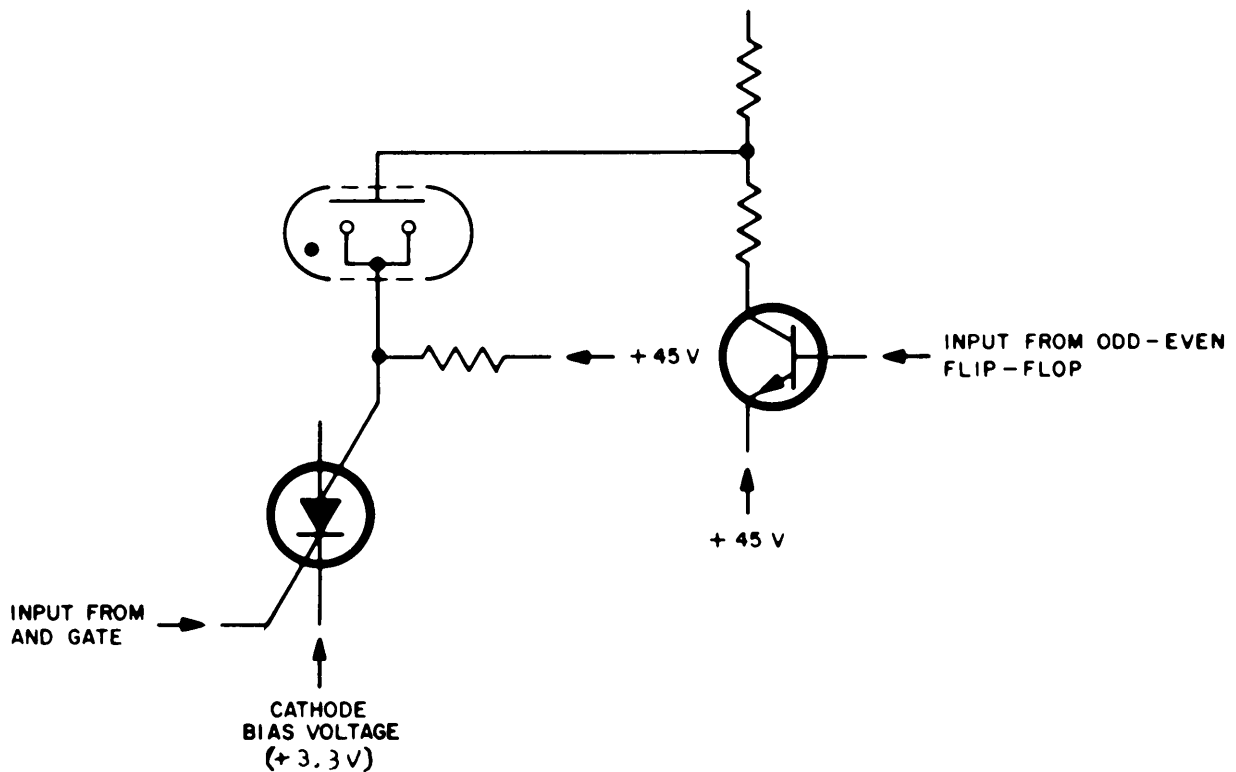 + 45 V
INPUT FROM ODD-EVEN
FLIP-FLOP
+ 45 V
INPUT FROM
AND GATE
CATHODE
BIAS VOLTAGE
(+ 3.3V)